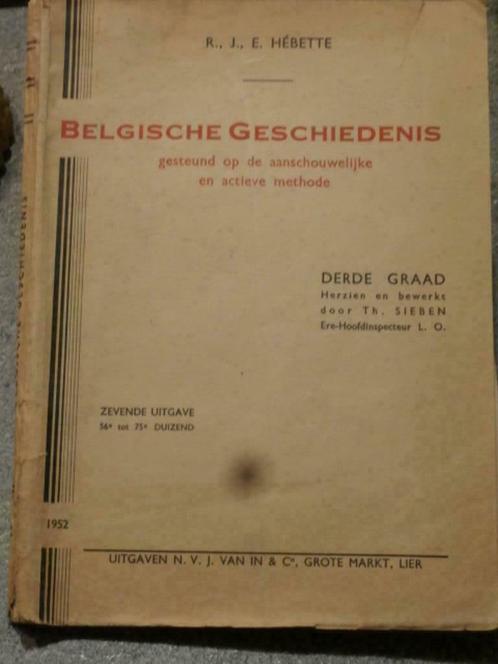 R., J., E. HÉBETTE
BELGISCHE GESCHIEDENIS
gesteund op de aanschouwelijke
en actieve methode
DERDE GRAAD
Herzien en bewerkt
door Th. SIEBEN
Ere-Hoofdinspecteur L. O.
ZEVENDE UITGAVE
56e tot 75e DUIZEND
1952
UITGAVEN N. V. J. VAN IN & Co, GROTE MARKT, LIER
GESCHIEDENIS